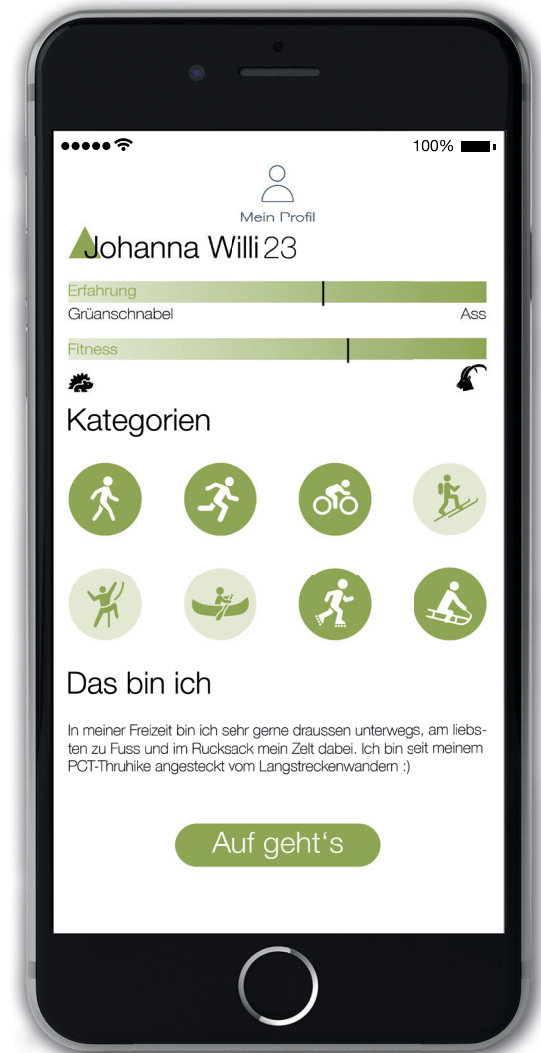 100%
Mein Profil
Johanna Willi 23
Erfahrung
Grüanschnabel Ass
Fitness
Kategorien
Das bin ich
In meiner Freizeit bin ich sehr gerne draussen unterwegs, am liebs-
ten zu Fuss und im Rucksack mein Zelt dabei. Ich bin seit meinem
PCT-Thruhike angesteckt vom Langstreckenwandern :)
Auf geht‘s